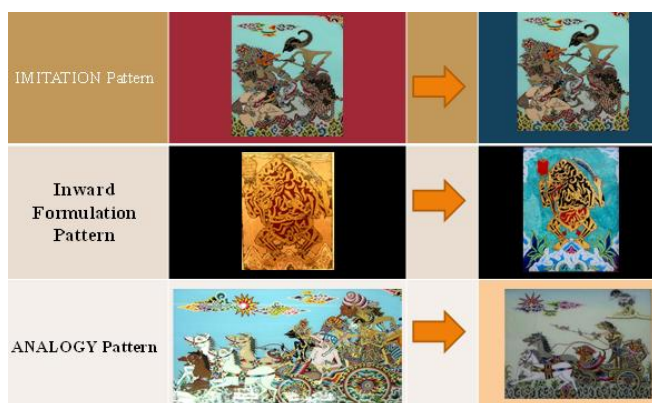 IMITATION Pattern
Inward
Formulation
Pattern
ANALOGY Pattern